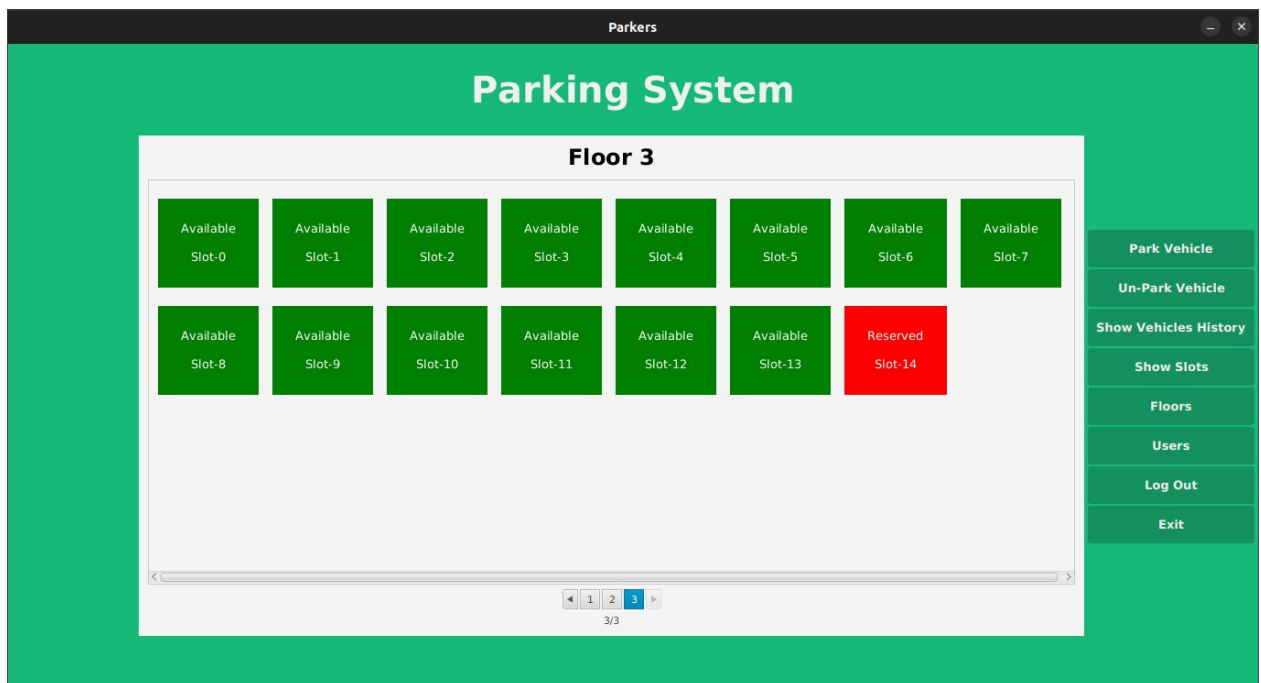 Parkers
Parking System
Floor 3
Available Available Available Available Available Available Available Available
Slot-0 Slot-1 Slot-2 Slot-3 Slot-4 Slot-5 Slot-6 Slot-7
Available Available Available Available Available Available Reserved
Slot-8 Slot-9 Slot-10 Slot-11 Slot-12 Slot-13 Slot-14
1 2 3
3/3
Park Vehicle
Un-Park Vehicle
Show Vehicles History
Show Slots
Floors
Users
Log Out
Exit